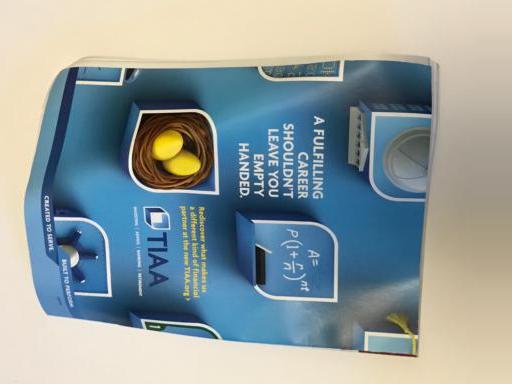 A FULFILLING
CAREER
SHOULDN'T
LEAVE YOU
EMPTY
HANDED.
A=
P(1+r/n)^nt
Rediscover what makes us
a different kind of financial
partner at the new TIAA.org
TIAA
CREATED TO SERVE.
BUILT TO PERFORM.